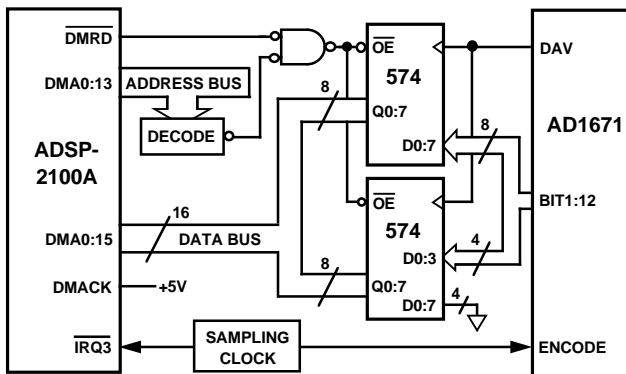 DMRD
DMA0:13
ADDRESS BUS
DECODE
ADSP-
2100A
16
DMA0:15
DATA BUS
DMACK
+5V
IRQ3
SAMPLING
CLOCK
8
8
OE
574
Q0:7
D0:7
OE
574
D0:3
Q0:7
D0:7
8
4
4
DAV
AD1671
BIT1:12
ENCODE